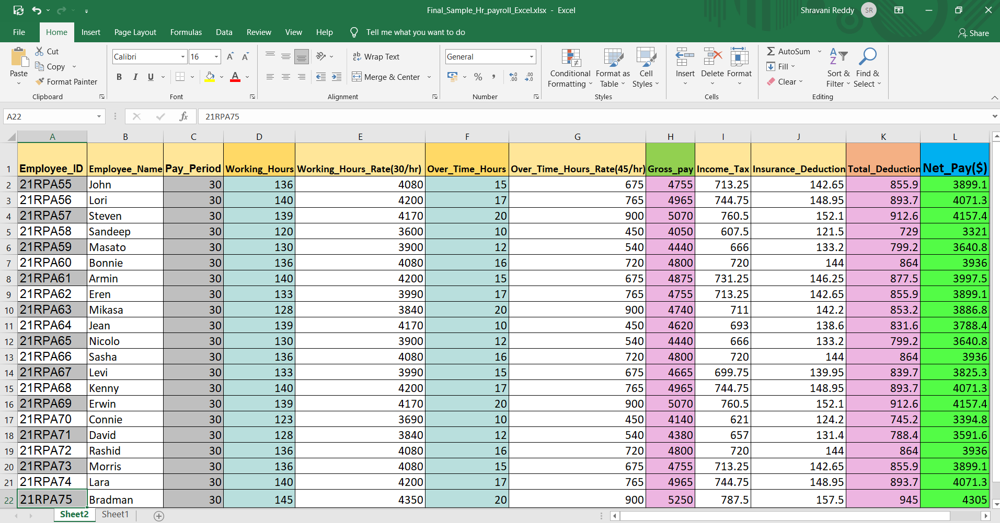 Final_Sample_Hr_payroll_Excel.xlsx - Excel
Shravani Reddy SR
File Home Insert Page Layout Formulas Data Review View Help Tell me what you want to do
Share
Paste
Cut
Copy
Format Painter
Clipboard
Calibri 16 A A
B I U A
Font
Wrap Text
Merge & Center
Alignment
General
% ,
Number
Conditional Formatting
Format as Table
Cell Styles
Styles
Insert Delete Format
Cells
AutoSum
Fill
Clear
Sort & Filter
Find & Select
Editing
A22 fx 21RPA75
A B C D E F G H I J K L
1 Employee_ID Employee_Name Pay_Period Working_Hours Working_Hours_Rate(30/hr) Over_Time_Hours Over_Time_Hours_Rate(45/hr) Gross_pay Income_Tax Insurance_Deduction Total_Deduction Net_Pay($)
2 21RPA55 John 30 136 4080 15 675 4755 713.25 142.65 855.9 3899.1
3 21RPA56 Lori 30 140 4200 17 765 4965 744.75 148.95 893.7 4071.3
4 21RPA57 Steven 30 139 4170 20 900 5070 760.5 152.1 912.6 4157.4
5 21RPA58 Sandeep 30 120 3600 10 450 4050 607.5 121.5 729 3321
6 21RPA59 Masato 30 130 3900 12 540 4440 666 133.2 799.2 3640.8
7 21RPA60 Bonnie 30 136 4080 16 720 4800 720 144 864 3936
8 21RPA61 Armin 30 140 4200 15 675 4875 731.25 146.25 877.5 3997.5
9 21RPA62 Eren 30 133 3990 17 765 4755 713.25 142.65 855.9 3899.1
10 21RPA63 Mikasa 30 128 3840 20 900 4740 711 142.2 853.2 3886.8
11 21RPA64 Jean 30 139 4170 10 450 4620 693 138.6 831.6 3788.4
12 21RPA65 Nicolo 30 130 3900 12 540 4440 666 133.2 799.2 3640.8
13 21RPA66 Sasha 30 136 4080 16 720 4800 720 144 864 3936
14 21RPA67 Levi 30 133 3990 15 675 4665 699.75 139.95 839.7 3825.3
15 21RPA68 Kenny 30 140 4200 17 765 4965 744.75 148.95 893.7 4071.3
16 21RPA69 Erwin 30 139 4170 20 900 5070 760.5 152.1 912.6 4157.4
17 21RPA70 Connie 30 123 3690 10 450 4140 621 124.2 745.2 3394.8
18 21RPA71 David 30 128 3840 12 540 4380 657 131.4 788.4 3591.6
19 21RPA72 Rashid 30 136 4080 16 720 4800 720 144 864 3936
20 21RPA73 Morris 30 136 4080 15 675 4755 713.25 142.65 855.9 3899.1
21 21RPA74 Lara 30 140 4200 17 765 4965 744.75 148.95 893.7 4071.3
22 21RPA75 Bradman 30 145 4350 20 900 5250 787.5 157.5 945 4305
Sheet2 Sheet1